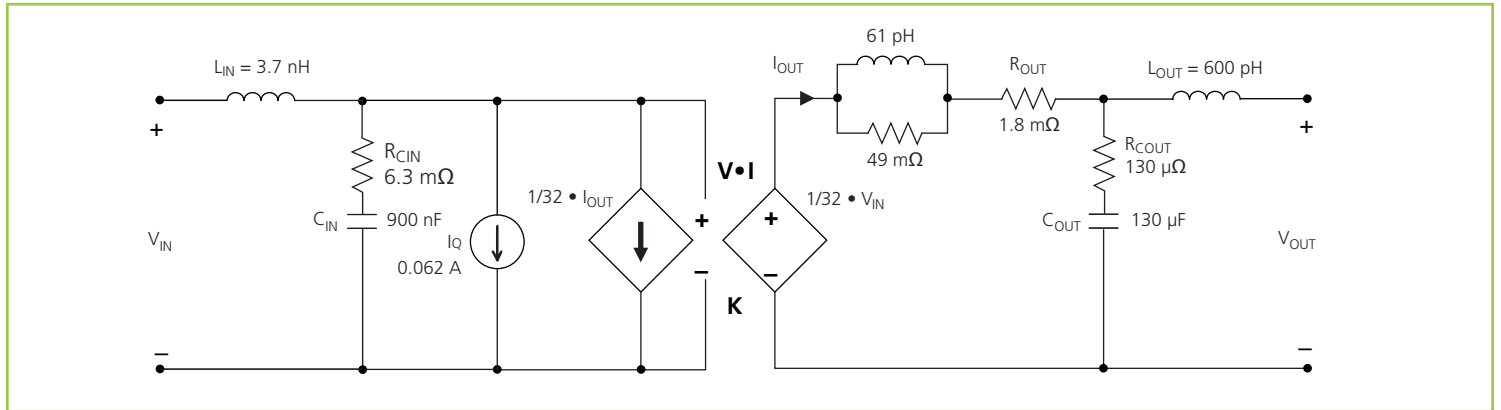 L_IN = 3.7 nH
+
R_CIN
6.3 mΩ
C_IN
900 nF
V_IN
I_Q
0.062 A
1/32 • I_OUT
–
V•I
+
–
K
I_OUT
61 pH
49 mΩ
R_OUT
1.8 mΩ
1/32 • V_IN
+
–
L_OUT = 600 pH
+
R_COUT
130 µΩ
C_OUT
130 µF
V_OUT
–